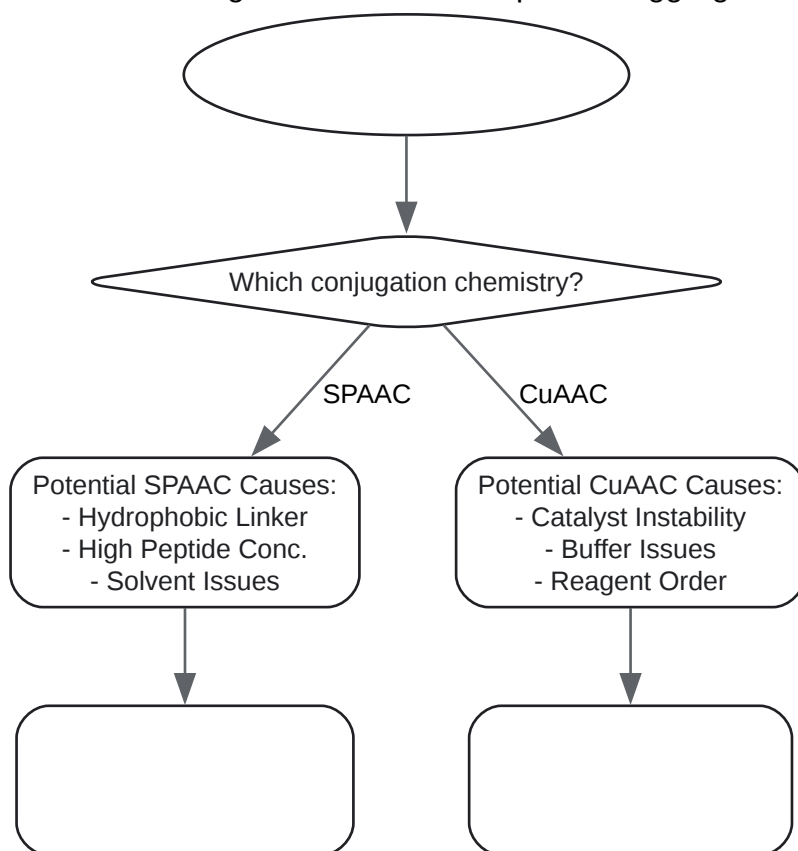 Which conjugation chemistry?
SPAAC
CuAAC
Potential SPAAC Causes:
- Hydrophobic Linker
- High Peptide Conc.
- Solvent Issues
Potential CuAAC Causes:
- Catalyst Instability
- Buffer Issues
- Reagent Order